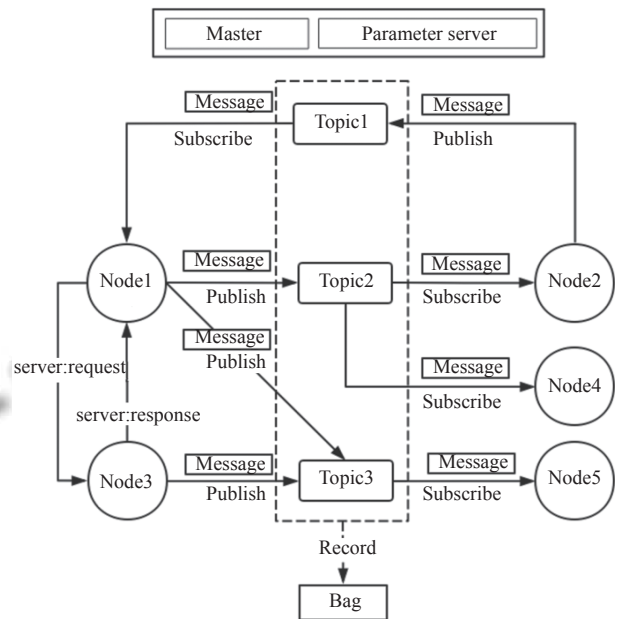 Master
Parameter server
Message
Message
Topic1
Subscribe
Publish
Message
Message
Node1
Topic2
Node2
Publish
Subscribe
Message
Message
Publish
server:request
Node4
Subscribe
server:response
Message
Message
Node3
Topic3
Node5
Publish
Subscribe
Record
Bag